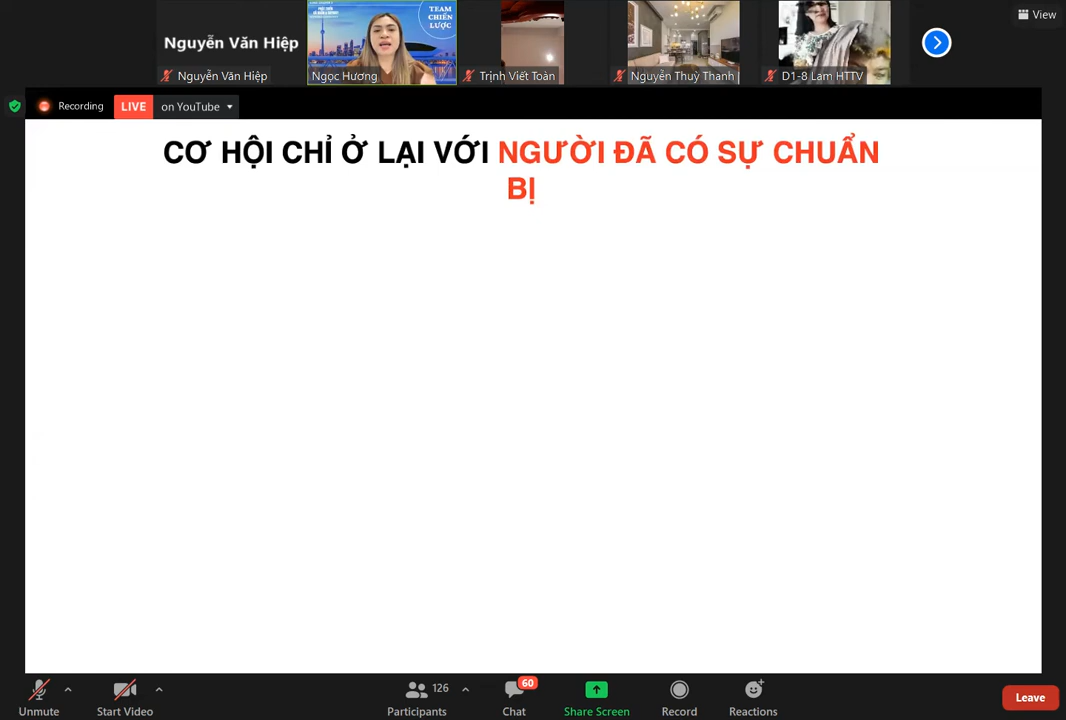 View
TEAM
CHIẾN
LƯỢC
Nguyễn Văn Hiệp
Nguyễn Văn Hiệp
Ngọc Hương
Trịnh Viết Toàn
Nguyễn Thuỳ Thanh
D1-8 Lam HTTV
Recording
LIVE
on YouTube
CƠ HỘI CHỈ Ở LẠI VỚI NGƯỜI ĐÃ CÓ SỰ CHUẨN
BỊ
Unmute
Start Video
126
Participants
60
Chat
Share Screen
Record
Reactions
Leave